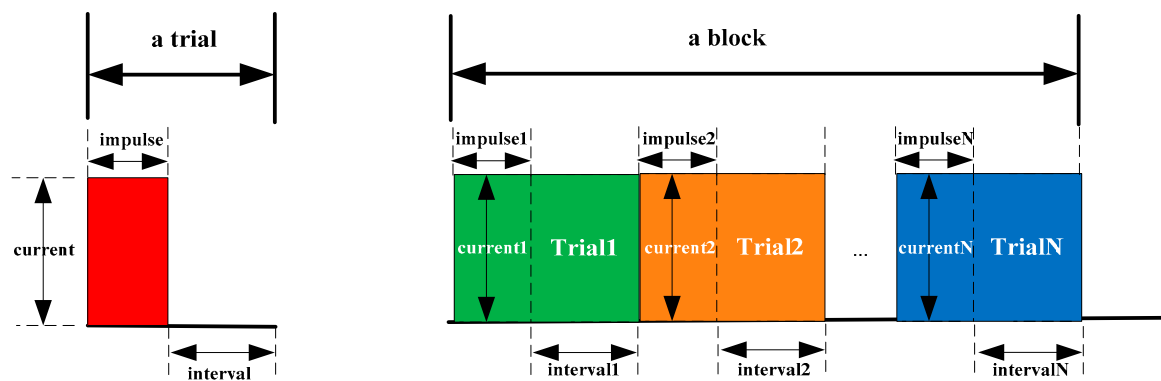 a trial
a block
impulse
impulse1
impulse2
impulseN
current
current1
Trial1
current2
Trial2
...
currentN
TrialN
interval
interval1
interval2
intervalN